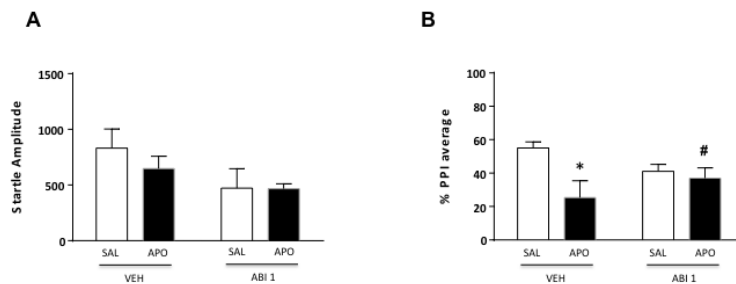 A
Startle Amplitude
1500
1000
500
0
SAL APO SAL APO
VEH ABI 1
B
% PPI average
100
80
60
40
20
0
*
#
SAL APO SAL APO
VEH ABI 1